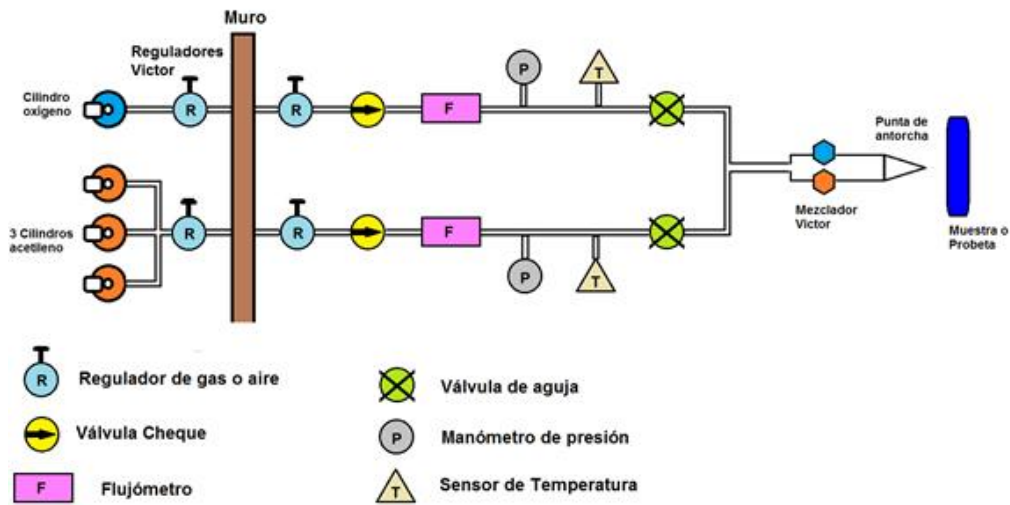 Muro
Reguladores
Victor
Cilindro
oxígeno
R
R
F
P
T
Punta de
antorcha
3 Cilindros
acetileno
R
R
F
P
T
Mezclador
Victor
Muestra o
Probeta
R
Regulador de gas o aire
Válvula de aguja
Válvula Cheque
P
Manómetro de presión
F
Flujómetro
T
Sensor de Temperatura